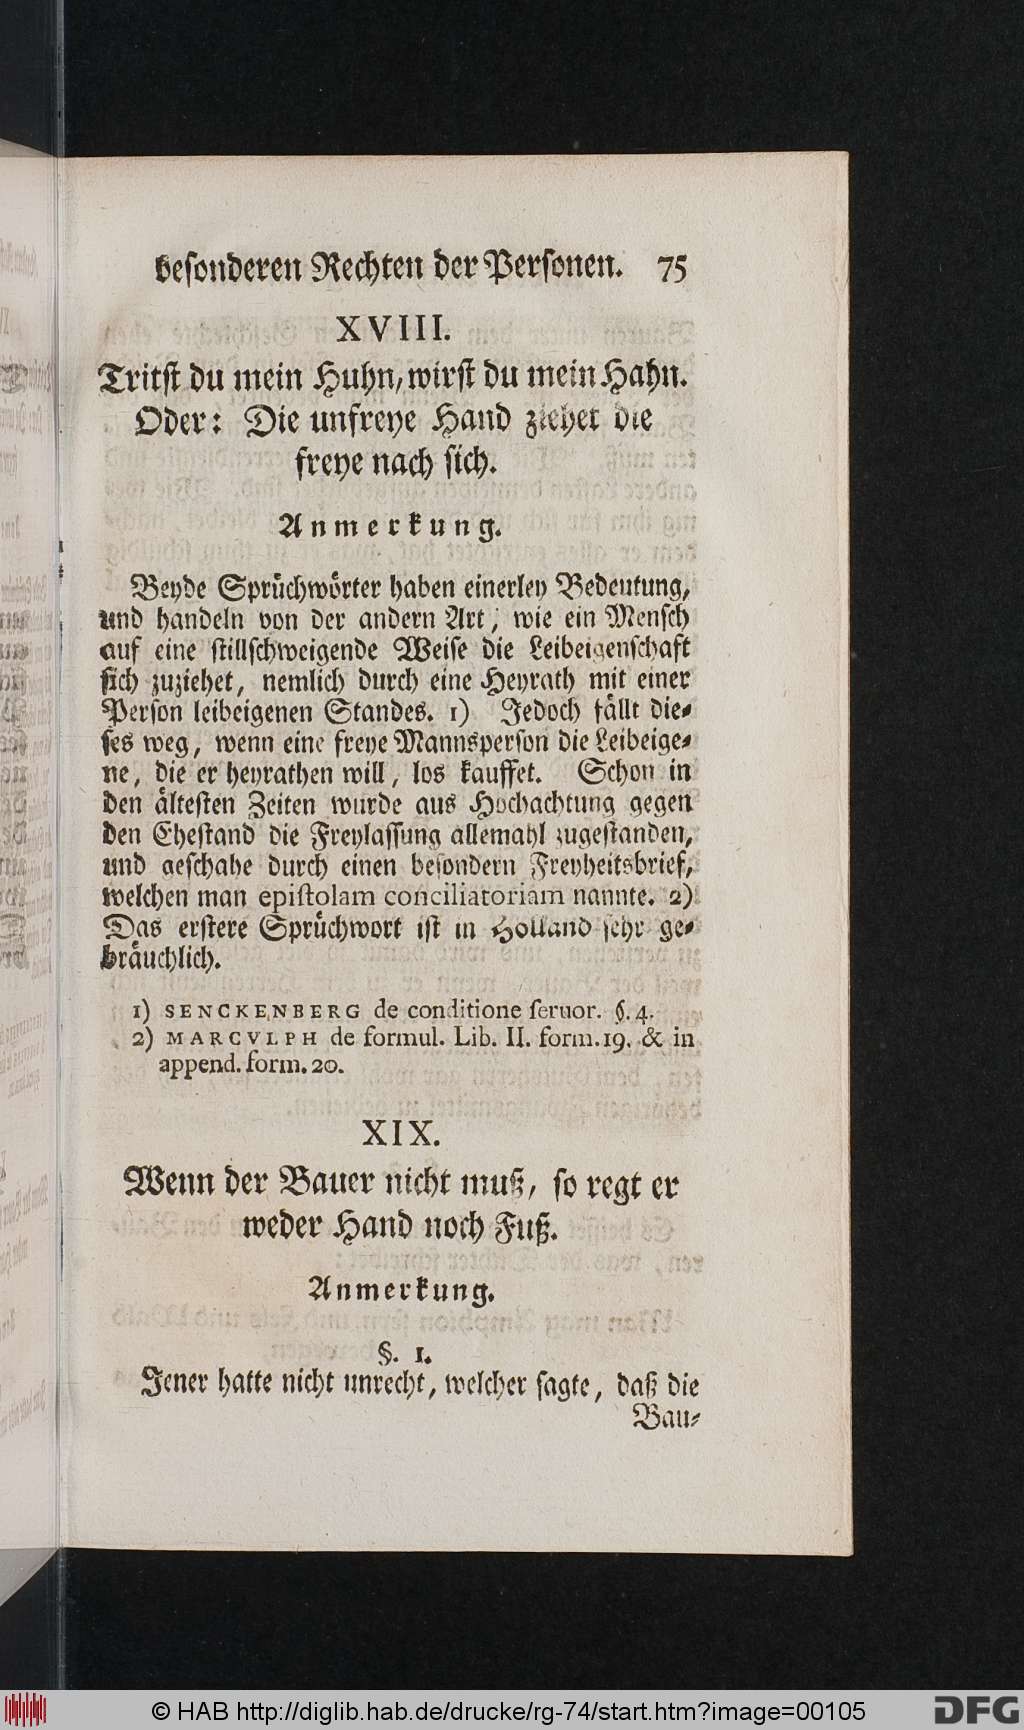 besonderen Rechten der Personen. 75
XVIII.
Tritst du mein Huhn, wirst du mein Hahn.
Oder: Die unfreye Hand ziehet die
freye nach sich.
Anmerkung.
Beyde Sprüchwörter haben einerley Bedeutung,
und handeln von der andern Art, wie ein Mensch
auf eine stillschweigende Weise die Leibeigenschaft
sich zuziehet, nemlich durch eine Heyrath mit einer
Person leibeigenen Standes. 1) Jedoch fällt die-
ses weg, wenn eine freye Mannsperson die Leibeige-
ne, die er heyrathen will, los kauffet. Schon in
den ältesten Zeiten wurde aus Hochachtung gegen
den Ehestand die Freylassung allemahl zugestanden,
und geschahe durch einen besondern Freyheitsbrief,
welchen man epistolam conciliatoriam nannte. 2)
Das erstere Sprüchwort ist in Holland sehr ge-
bräuchlich.
1) SENCKENBERG de conditione seruor. §. 4.
2) MARCVLPH de formul. Lib. II. form. 19. & in
append. form. 20.
XIX.
Wenn der Bauer nicht muß, so regt er
weder Hand noch Fuß.
Anmerkung.
§. 1.
Jener hatte nicht unrecht, welcher sagte, daß die
Bau-
© HAB http://diglib.hab.de/drucke/rg-74/start.htm?image=00105
DFG